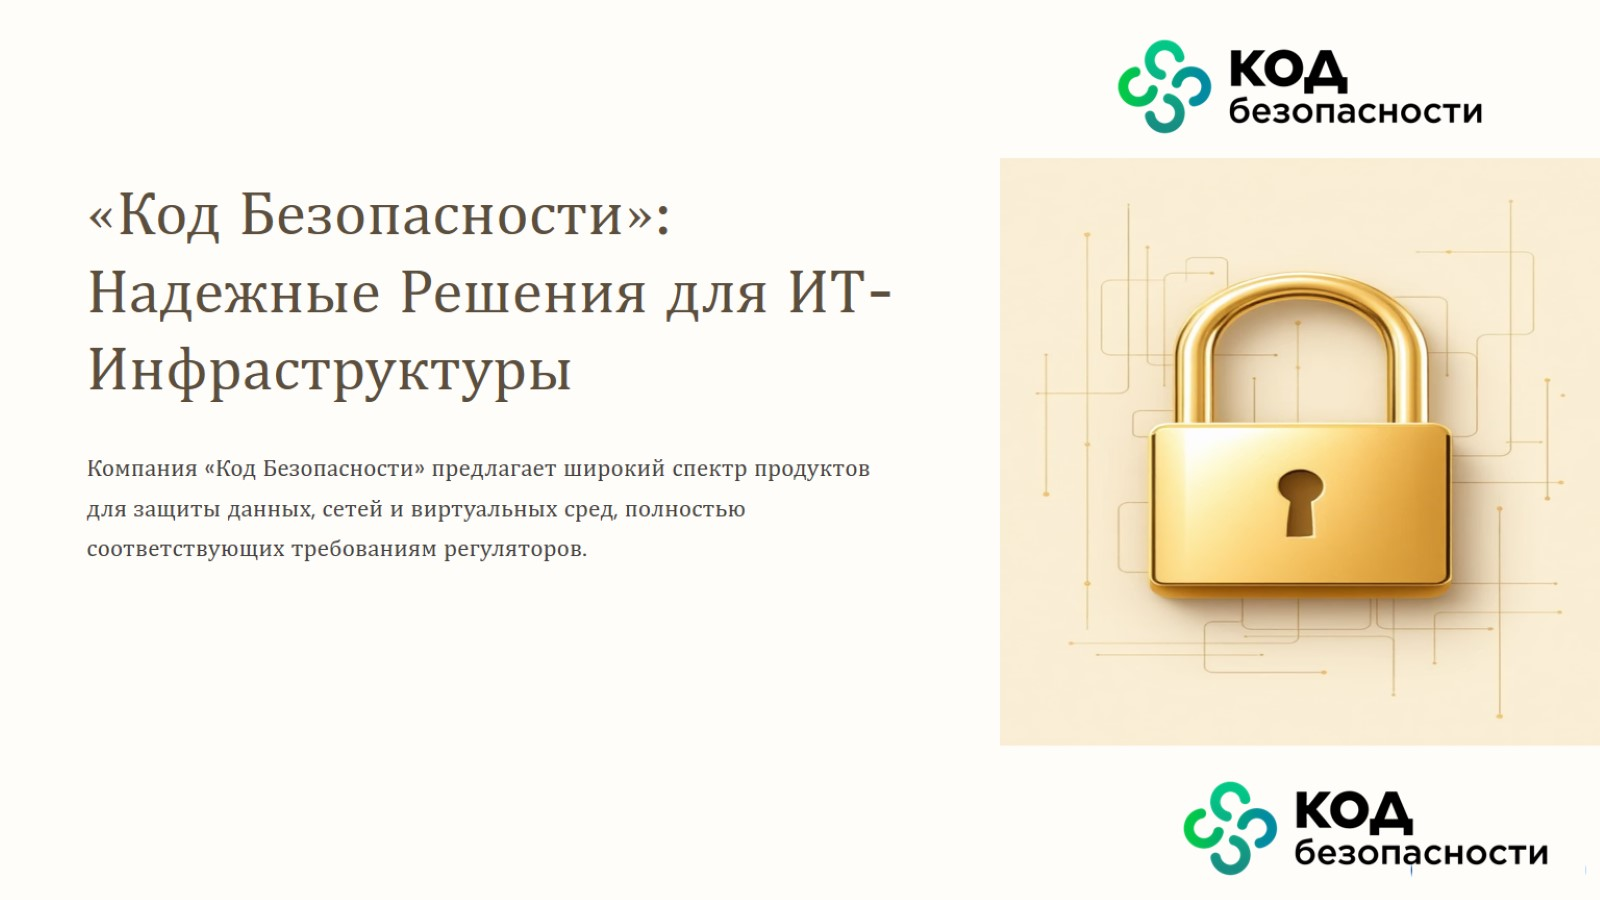 КОД
безопасности
«Код Безопасности»:
Надежные Решения для ИТ-
Инфраструктуры
Компания «Код Безопасности» предлагает широкий спектр продуктов
для защиты данных, сетей и виртуальных сред, полностью
соответствующих требованиям регуляторов.
КОД
безопасности